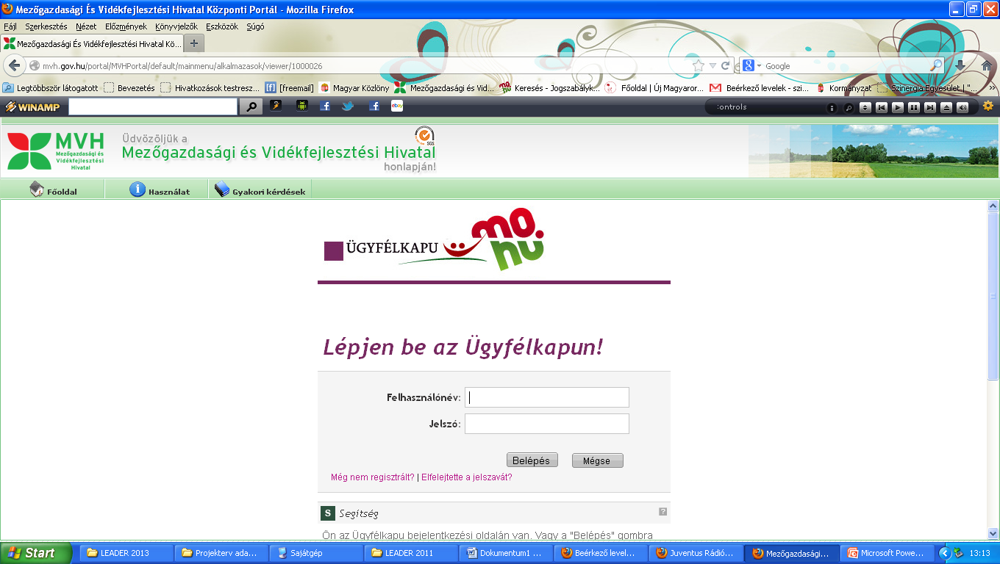 Mezőgazdasági És Vidékfejlesztési Hivatal Központi Portál - Mozilla Firefox
Fájl Szerkesztés Nézet Előzmények Könyvjelzők Eszközök Súgó
Mezőgazdasági És Vidékfejlesztési Hivatal Kö... +
mvh.gov.hu/portal/MVHPortal/default/mainmenu/alkalmazasok/viewer/1000026 Google
Legtöbbször látogatott Bevezetés Hivatkozások testresz... [freemail] Magyar Közlöny Mezőgazdasági és Vid... Keresés - Jogszabályk... Főoldal | Új Magyaror... Beérkező levelek - szi... Kormányzat Szinergia Egyesület | "...
WINAMP Controls
MVH
Mezőgazdasági és
Vidékfejlesztési
Hivatal
Üdvözöljük a
Mezőgazdasági és Vidékfejlesztési Hivatal
honlapján!
SGS
Főoldal Használat Gyakori kérdések
ÜGYFÉLKAPU mo.hu
Lépjen be az Ügyfélkapun!
Felhasználónév:
Jelszó:
Belépés Mégse
Még nem regisztrált? | Elfelejtette a jelszavát?
S Segítség ?
Ön az Ügyfélkapu bejelentkezési oldalán van. Vagy a "Belépés" gombra
Start LEADER 2013 Projekterv ada... Sajátgép LEADER 2011 Dokumentum1 ... Beérkező level... Juventus Rádió... Mezőgazdasági... Microsoft Powe... 13:13